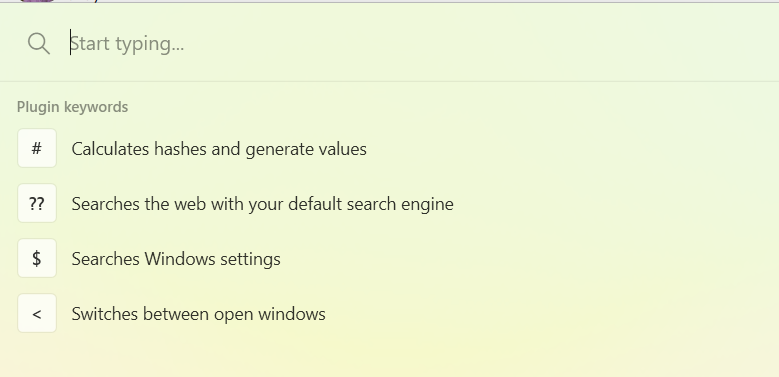 Start typing...
Plugin keywords
# Calculates hashes and generate values
?? Searches the web with your default search engine
$ Searches Windows settings
< Switches between open windows